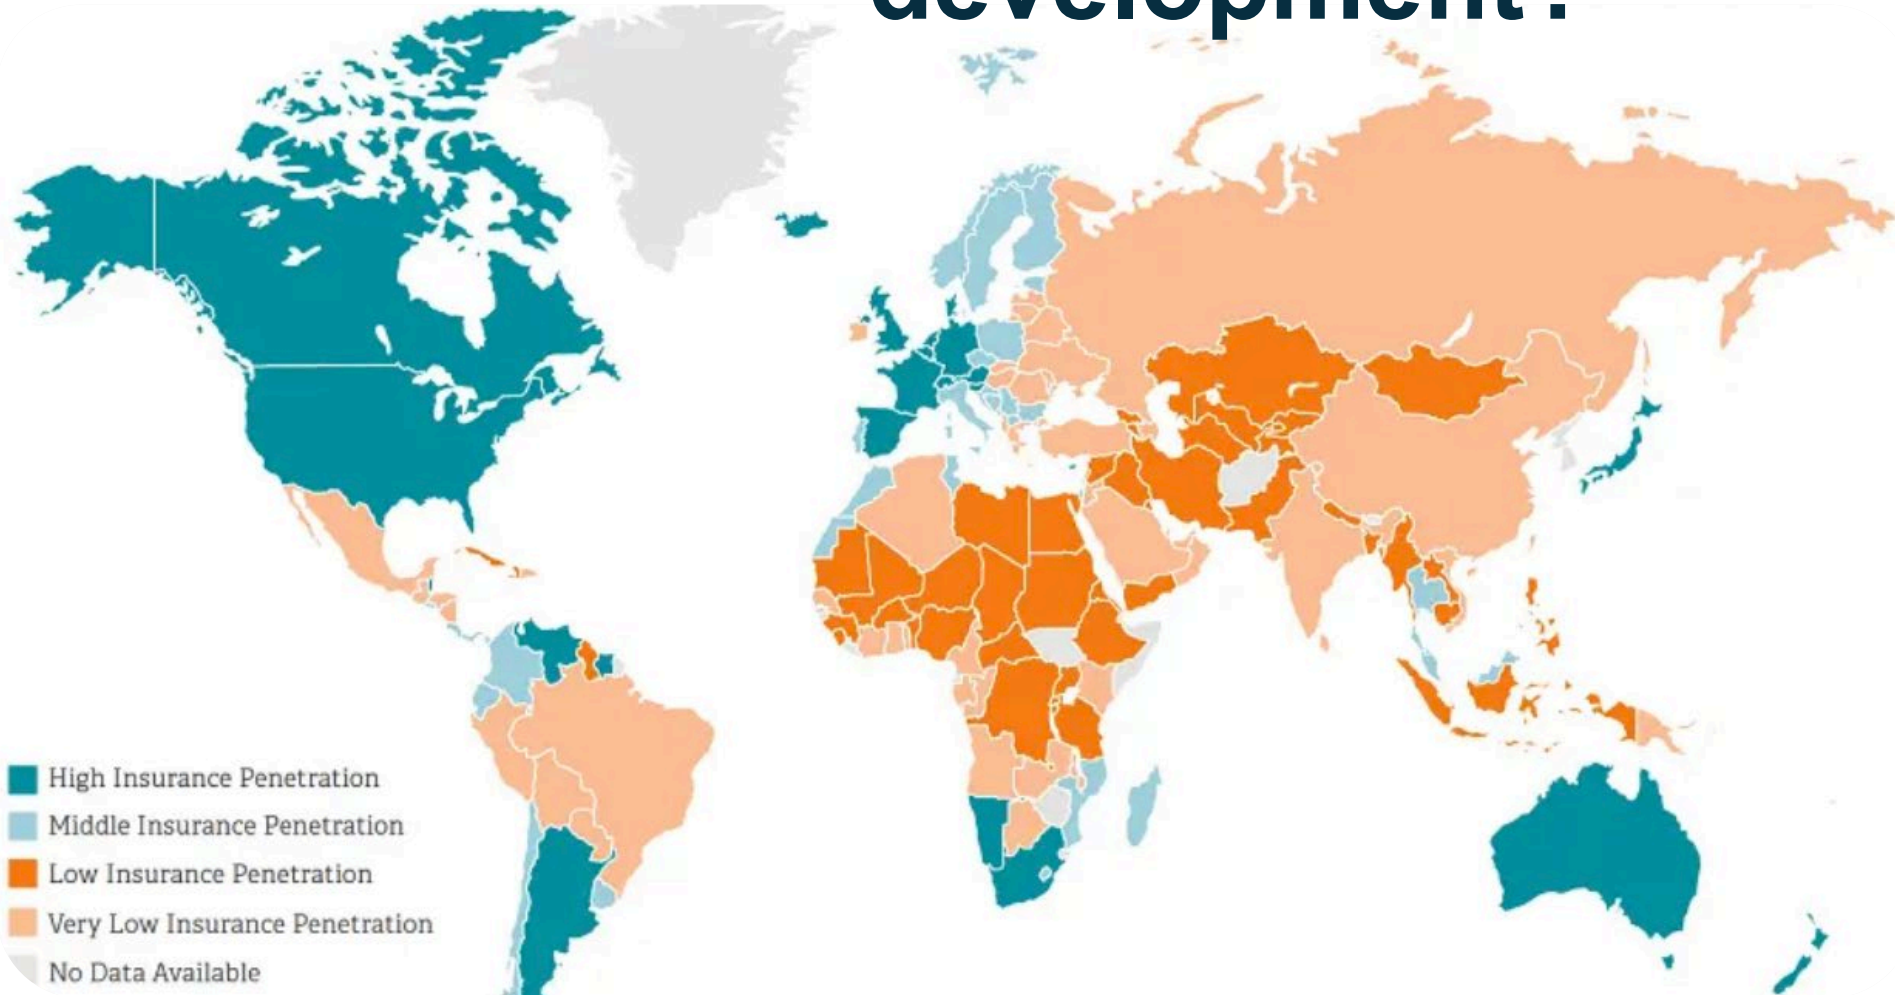 development?
High Insurance Penetration
Middle Insurance Penetration
Low Insurance Penetration
Very Low Insurance Penetration
No Data Available